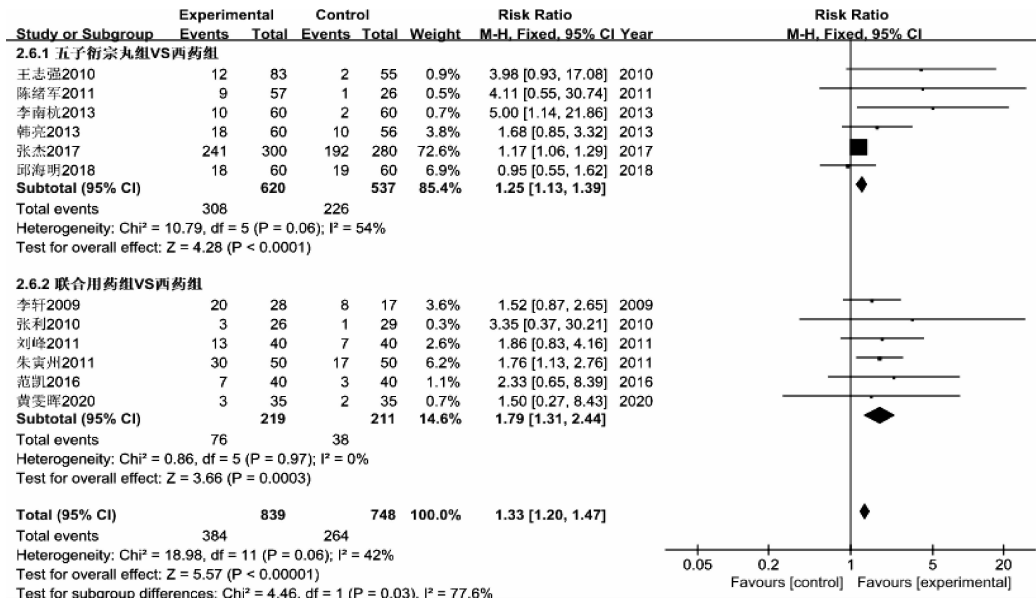 Experimental Control Risk Ratio Risk Ratio
Study or Subgroup Events Total Events Total Weight M-H, Fixed, 95% CI Year M-H, Fixed, 95% CI
2.6.1 五子衍宗丸组VS西药组
王志强2010 12 83 2 55 0.9% 3.98 [0.93, 17.08] 2010
陈绪军2011 9 57 1 26 0.5% 4.11 [0.55, 30.74] 2011
李南杭2013 10 60 2 60 0.7% 5.00 [1.14, 21.86] 2013
韩亮2013 18 60 10 56 3.8% 1.68 [0.85, 3.32] 2013
张杰2017 241 300 192 280 72.6% 1.17 [1.06, 1.29] 2017
邱海明2018 18 60 19 60 6.9% 0.95 [0.55, 1.62] 2018
Subtotal (95% CI) 620 537 85.4% 1.25 [1.13, 1.39]
Total events 308 226
Heterogeneity: Chi² = 10.79, df = 5 (P = 0.06); I² = 54%
Test for overall effect: Z = 4.28 (P < 0.0001)
2.6.2 联合用药组VS西药组
李轩2009 20 28 8 17 3.6% 1.52 [0.87, 2.65] 2009
张利2010 3 26 1 29 0.3% 3.35 [0.37, 30.21] 2010
刘峰2011 13 40 7 40 2.6% 1.86 [0.83, 4.16] 2011
朱寅州2011 30 50 17 50 6.2% 1.76 [1.13, 2.76] 2011
范凯2016 7 40 3 40 1.1% 2.33 [0.65, 8.39] 2016
黄雯晖2020 3 35 2 35 0.7% 1.50 [0.27, 8.43] 2020
Subtotal (95% CI) 219 211 14.6% 1.79 [1.31, 2.44]
Total events 76 38
Heterogeneity: Chi² = 0.86, df = 5 (P = 0.97); I² = 0%
Test for overall effect: Z = 3.66 (P = 0.0003)
Total (95% CI) 839 748 100.0% 1.33 [1.20, 1.47]
Total events 384 264
Heterogeneity: Chi² = 18.98, df = 11 (P = 0.06); I² = 42%
Test for overall effect: Z = 5.57 (P < 0.00001)
Test for subgroup differences: Chi² = 4.46, df = 1 (P = 0.03), I² = 77.6%
0.05 0.2 1 5 20
Favours [control] Favours [experimental]